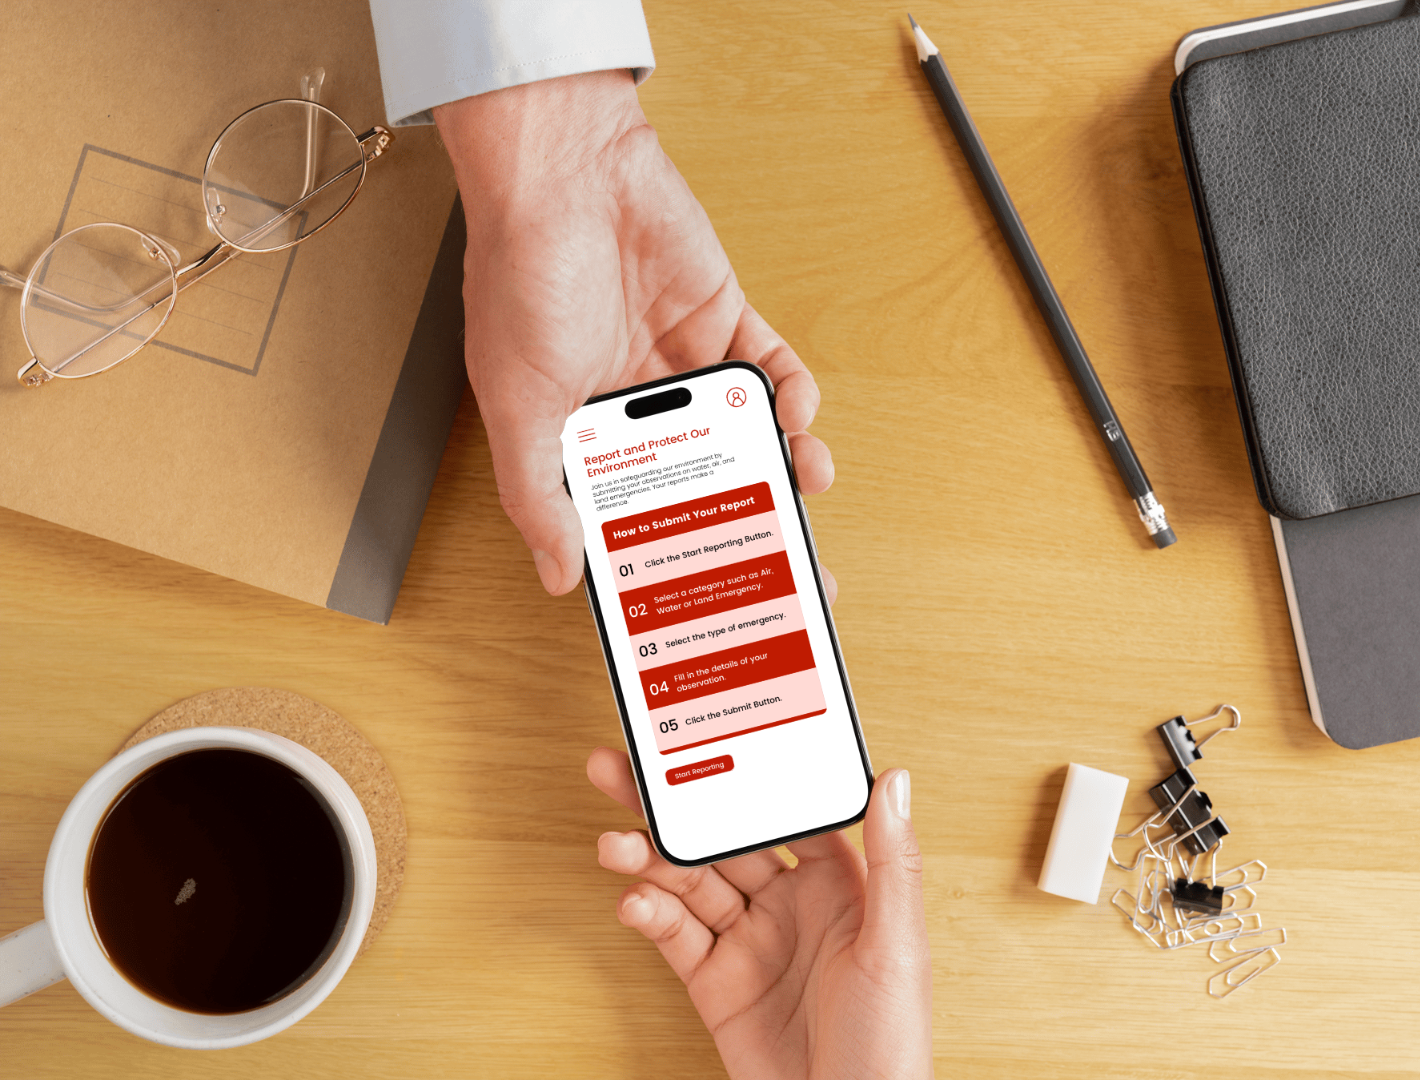 Report and Protect Our
Environment
Join us in safeguarding our environment by
submitting your observations on water, air, and
land emergencies. Your reports make a
difference
How to Submit Your Report
01 Click the Start Reporting Button.
02 Select a category such as Air,
Water or Land Emergency.
03 Select the type of emergency.
04 Fill in the details of your
observation.
05 Click the Submit Button.
Start Reporting